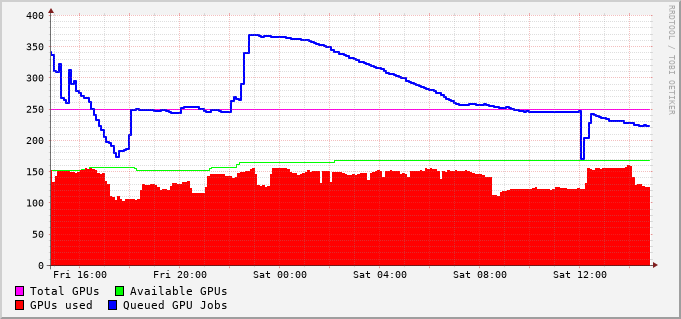 400
350
300
250
200
150
100
50
0
Fri 16:00 Fri 20:00 Sat 00:00 Sat 04:00 Sat 08:00 Sat 12:00
Total GPUs Available GPUs
GPUs used Queued GPU Jobs
RRDTOOL / TOBI OETIKER